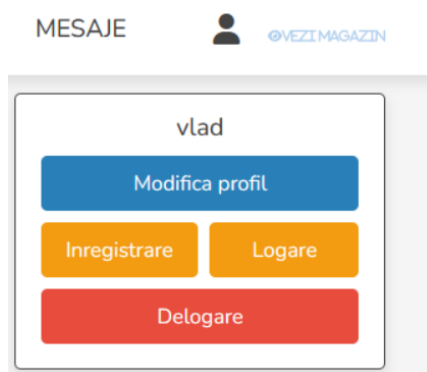 MESAJE VEZI MAGAZIN
vlad
Modifica profil
Inregistrare Logare
Delogare